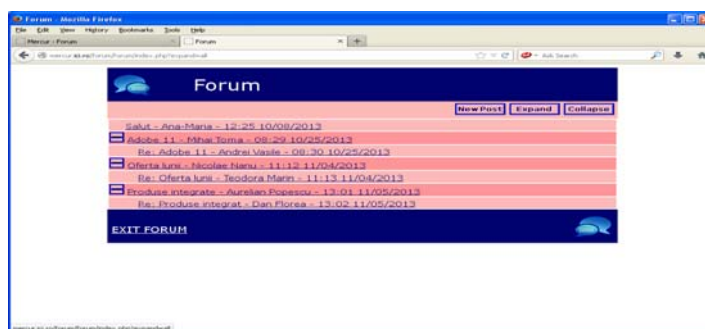 Forum - Mozilla Firefox
File Edit View History Bookmarks Tools Help
Mercur : Forum
Forum
Ask Search
Forum
New Post Expand Collapse
Salut - Ana-Maria - 12:25 10/08/2013
Adobe 11 - Mihai Toma - 08:29 10/25/2013
Re: Adobe 11 - Andrei Vasile - 08:30 10/25/2013
Oferta lunii - Nicolae Nanu - 11:12 11/04/2013
Re: Oferta lunii - Teodora Marin - 11:13 11/04/2013
Produse integrate - Aurelian Popescu - 13:01 11/05/2013
Re: Produse integrat - Dan Florea - 13:02 11/05/2013
EXIT FORUM